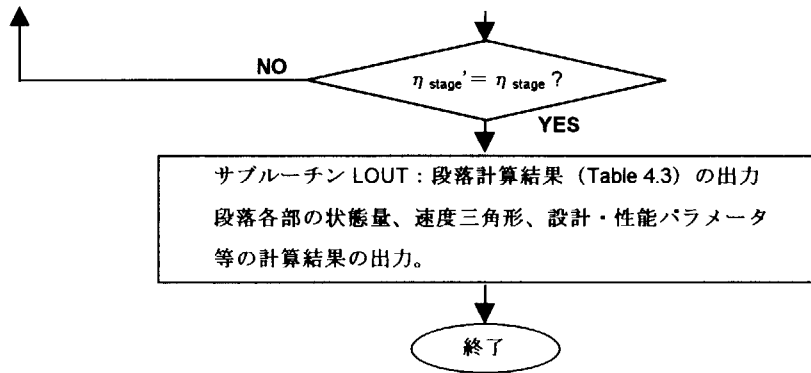 NO
η stage'＝ η stage ?
YES
サブルーチン LOUT：段落計算結果（Table 4.3）の出力
段落各部の状態量、速度三角形、設計・性能パラメータ
等の計算結果の出力。
終了